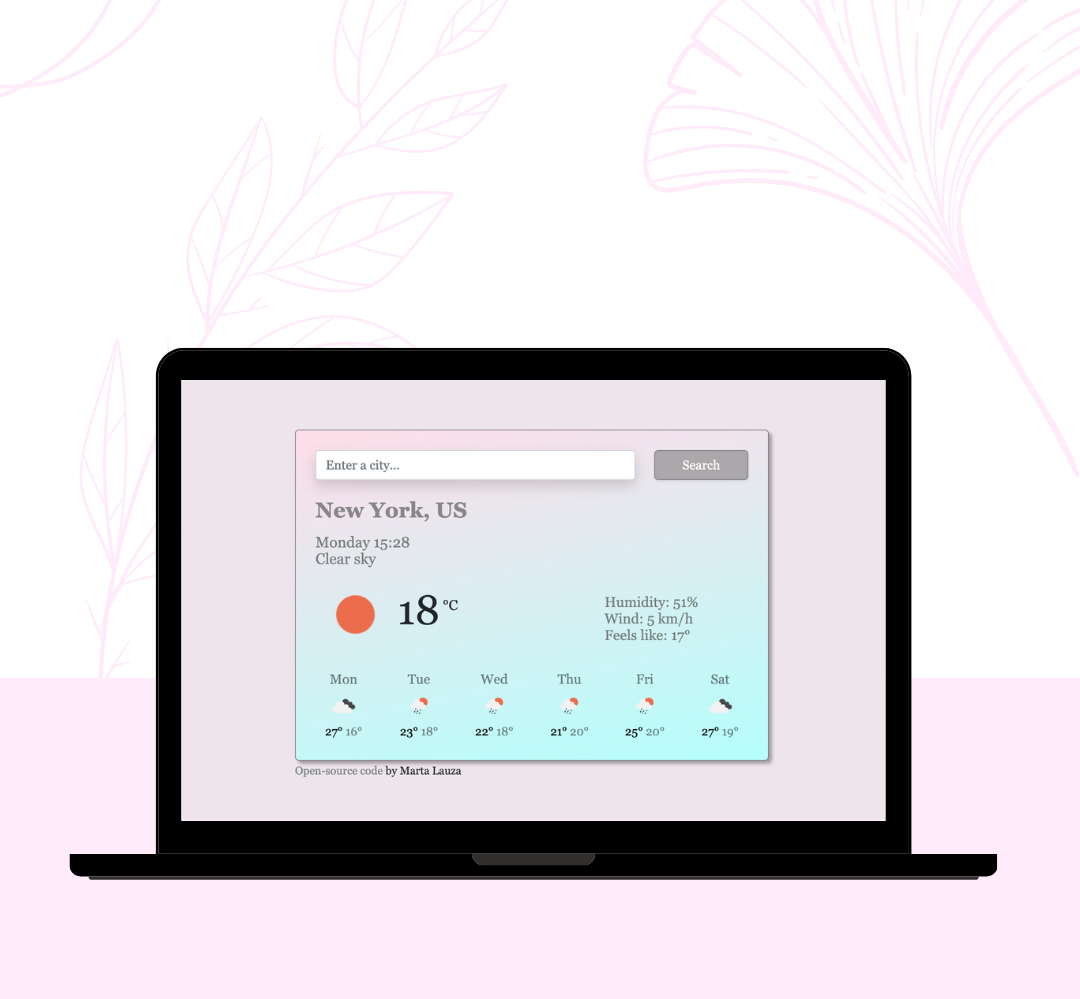 Enter a city...
Search
New York, US
Monday 15:28
Clear sky
18 °C
Humidity: 51%
Wind: 5 km/h
Feels like: 17°
Mon Tue Wed Thu Fri Sat
27° 16° 23° 18° 22° 18° 21° 20° 25° 20° 27° 19°
Open-source code by Marta Lauza